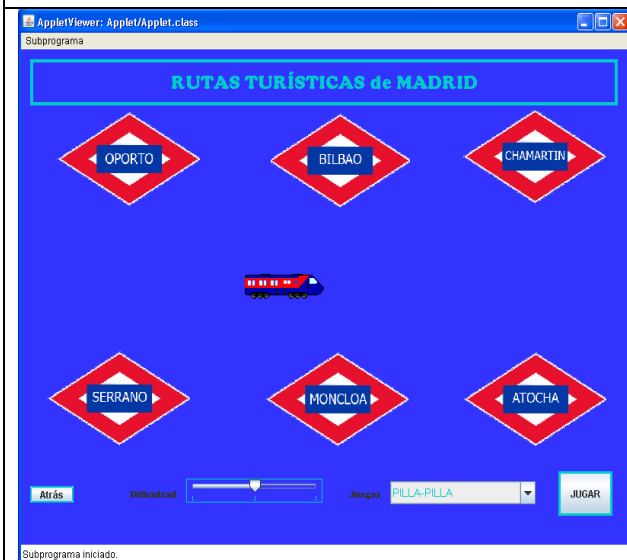 AppletViewer: Applet/Applet.class
Subprograma
RUTAS TURÍSTICAS de MADRID
OPORTO
BILBAO
CHAMARTIN
SERRANO
MONCLOA
ATOCHA
Atrás
Dificultad
Juegos
PILLA-PILLA
JUGAR
Subprograma iniciado.